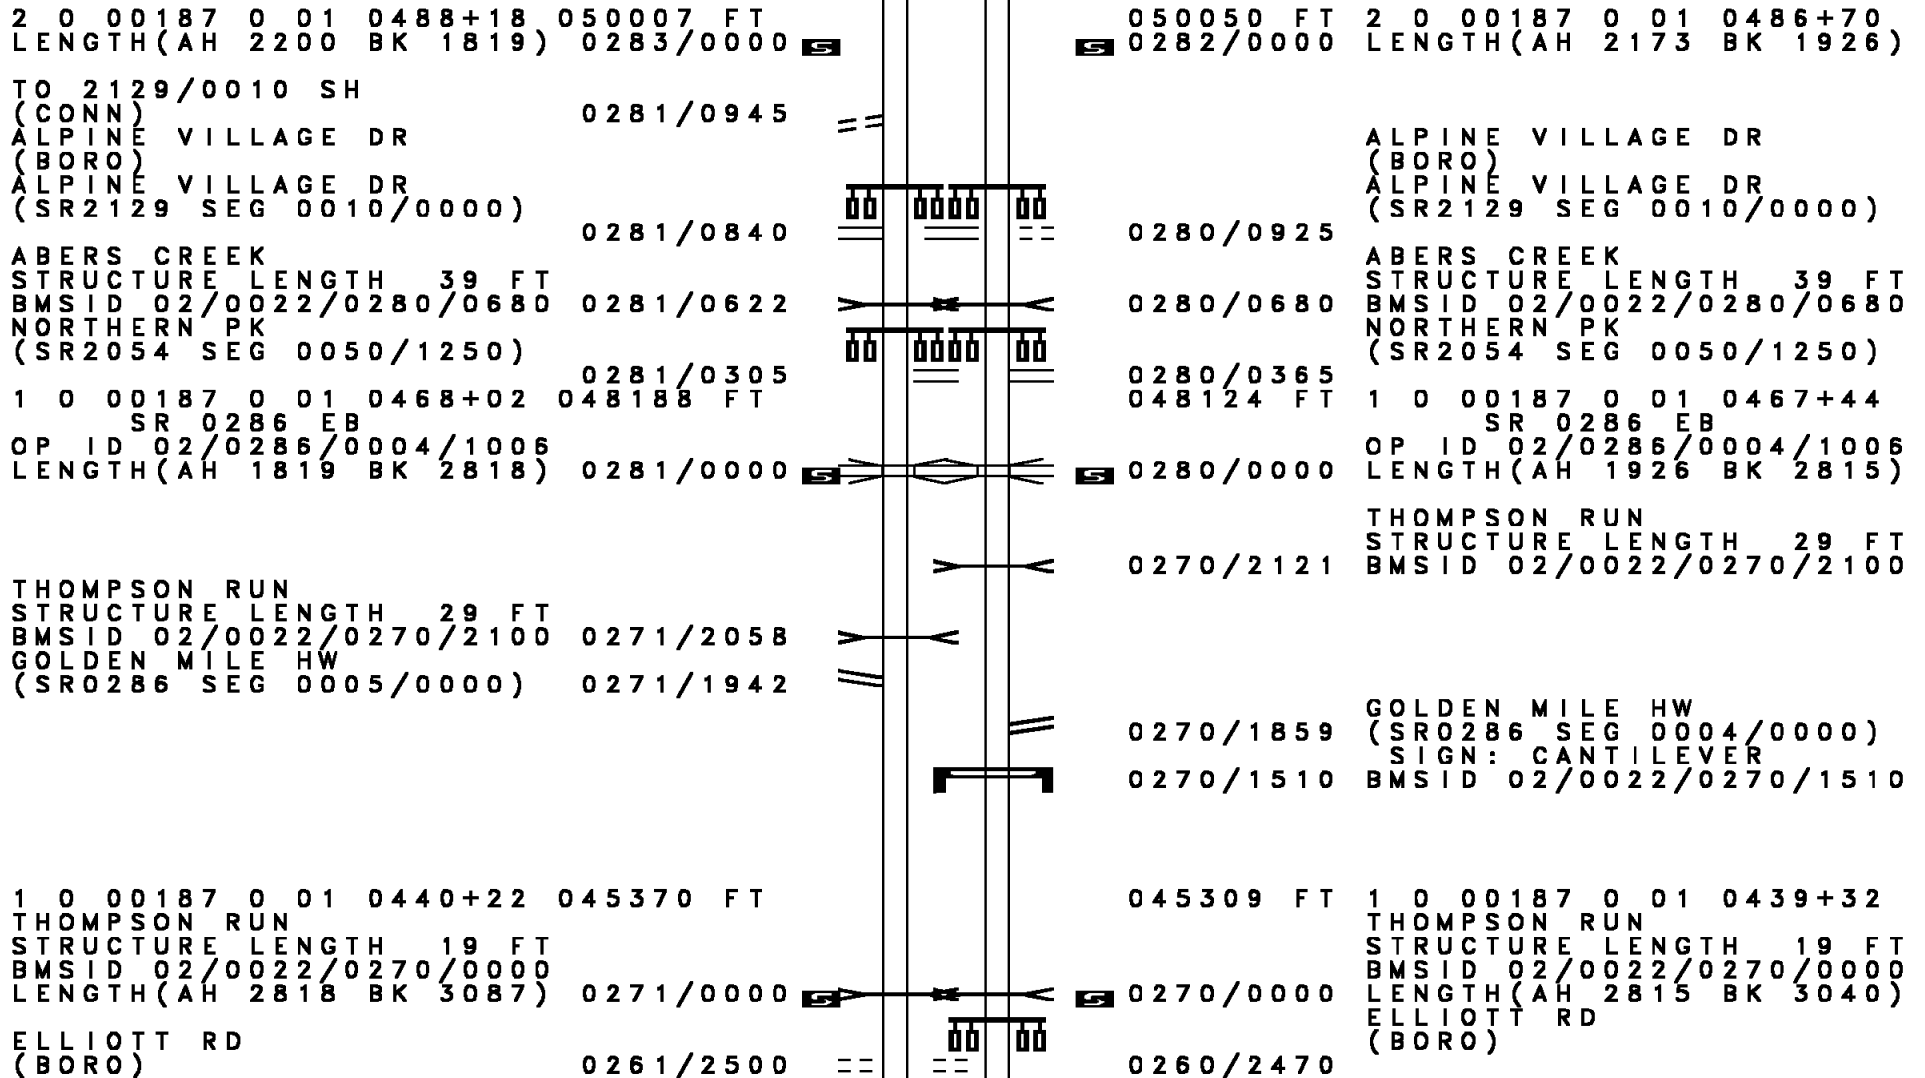 2 0 00187 0 01 0488+18 050007 FT
LENGTH(AH 2200 BK 1819) 0283/0000 S
TO 2129/0010 SH
(CONN) 0281/0945
ALPINE VILLAGE DR
(BORO)
ALPINE VILLAGE DR
(SR2129 SEG 0010/0000)
0281/0840
ABERS CREEK
STRUCTURE LENGTH 39 FT
BMSID 02/0022/0280/0680 0281/0622
NORTHERN PK
(SR2054 SEG 0050/1250)
0281/0305
1 0 00187 0 01 0468+02 048188 FT
SR 0286 EB
OP ID 02/0286/0004/1006
LENGTH(AH 1819 BK 2818) 0281/0000 S
THOMPSON RUN
STRUCTURE LENGTH 29 FT
BMSID 02/0022/0270/2100 0271/2058
GOLDEN MILE HW
(SR0286 SEG 0005/0000) 0271/1942
1 0 00187 0 01 0440+22 045370 FT
THOMPSON RUN
STRUCTURE LENGTH 19 FT
BMSID 02/0022/0270/0000
LENGTH(AH 2818 BK 3087) 0271/0000 S
ELLIOTT RD
(BORO) 0261/2500
050050 FT 2 0 00187 0 01 0486+70
S 0282/0000 LENGTH(AH 2173 BK 1926)
ALPINE VILLAGE DR
(BORO)
ALPINE VILLAGE DR
(SR2129 SEG 0010/0000)
0280/0925
ABERS CREEK
STRUCTURE LENGTH 39 FT
0280/0680 BMSID 02/0022/0280/0680
NORTHERN PK
(SR2054 SEG 0050/1250)
0280/0365
048124 FT 1 0 00187 0 01 0467+44
SR 0286 EB
OP ID 02/0286/0004/1006
S 0280/0000 LENGTH(AH 1926 BK 2815)
THOMPSON RUN
STRUCTURE LENGTH 29 FT
0270/2121 BMSID 02/0022/0270/2100
GOLDEN MILE HW
0270/1859 (SR0286 SEG 0004/0000)
SIGN: CANTILEVER
0270/1510 BMSID 02/0022/0270/1510
045309 FT 1 0 00187 0 01 0439+32
THOMPSON RUN
STRUCTURE LENGTH 19 FT
BMSID 02/0022/0270/0000
S 0270/0000 LENGTH(AH 2815 BK 3040)
ELLIOTT RD
(BORO)
0260/2470